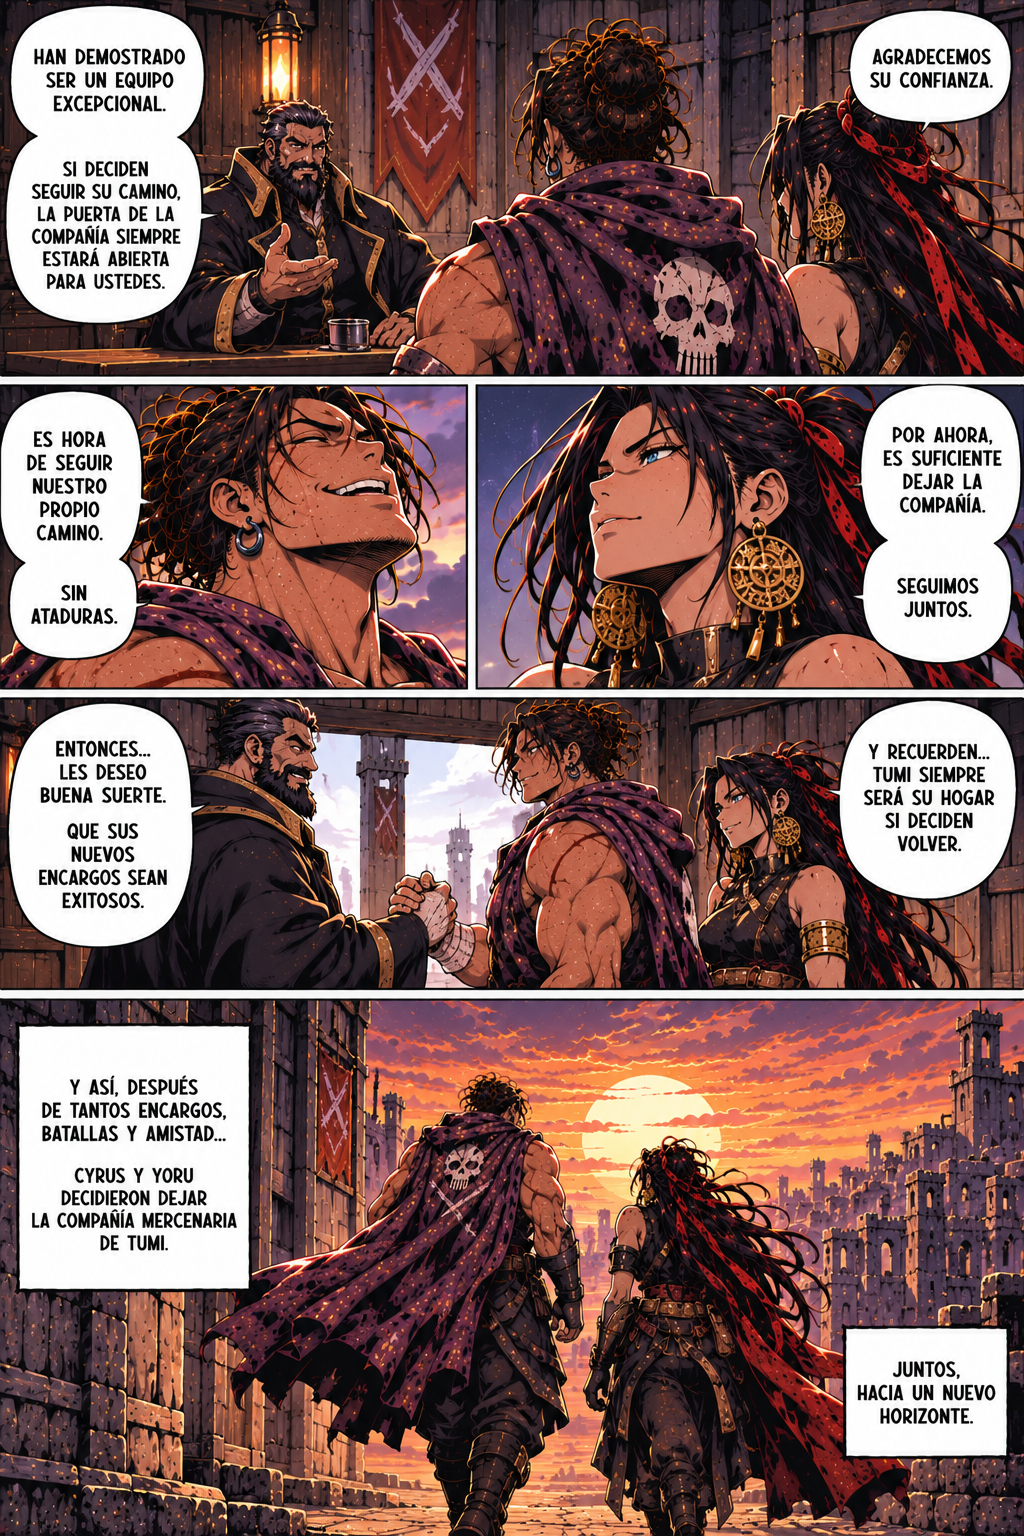 HAN DEMOSTRADO
SER UN EQUIPO
EXCEPCIONAL.
SI DECIDEN
SEGUIR SU CAMINO,
LA PUERTA DE LA
COMPAÑÍA SIEMPRE
ESTARÁ ABIERTA
PARA USTEDES.
AGRADECEMOS
SU CONFIANZA.
ES HORA
DE SEGUIR
NUESTRO
PROPIO
CAMINO.
SIN
ATADURAS.
POR AHORA,
ES SUFICIENTE
DEJAR LA
COMPAÑÍA.
SEGUIMOS
JUNTOS.
ENTONCES...
LES DESEO
BUENA SUERTE.
QUE SUS
NUEVOS
ENCARGOS SEAN
EXITOSOS.
Y RECUERDEN...
TUMI SIEMPRE
SERÁ SU HOGAR
SI DECIDEN
VOLVER.
Y ASÍ, DESPUÉS
DE TANTOS ENCARGOS,
BATALLAS Y AMISTAD...
CYRUS Y YORU
DECIDIERON DEJAR
LA COMPAÑÍA MERCENARIA
DE TUMI.
JUNTOS,
HACIA UN NUEVO
HORIZONTE.